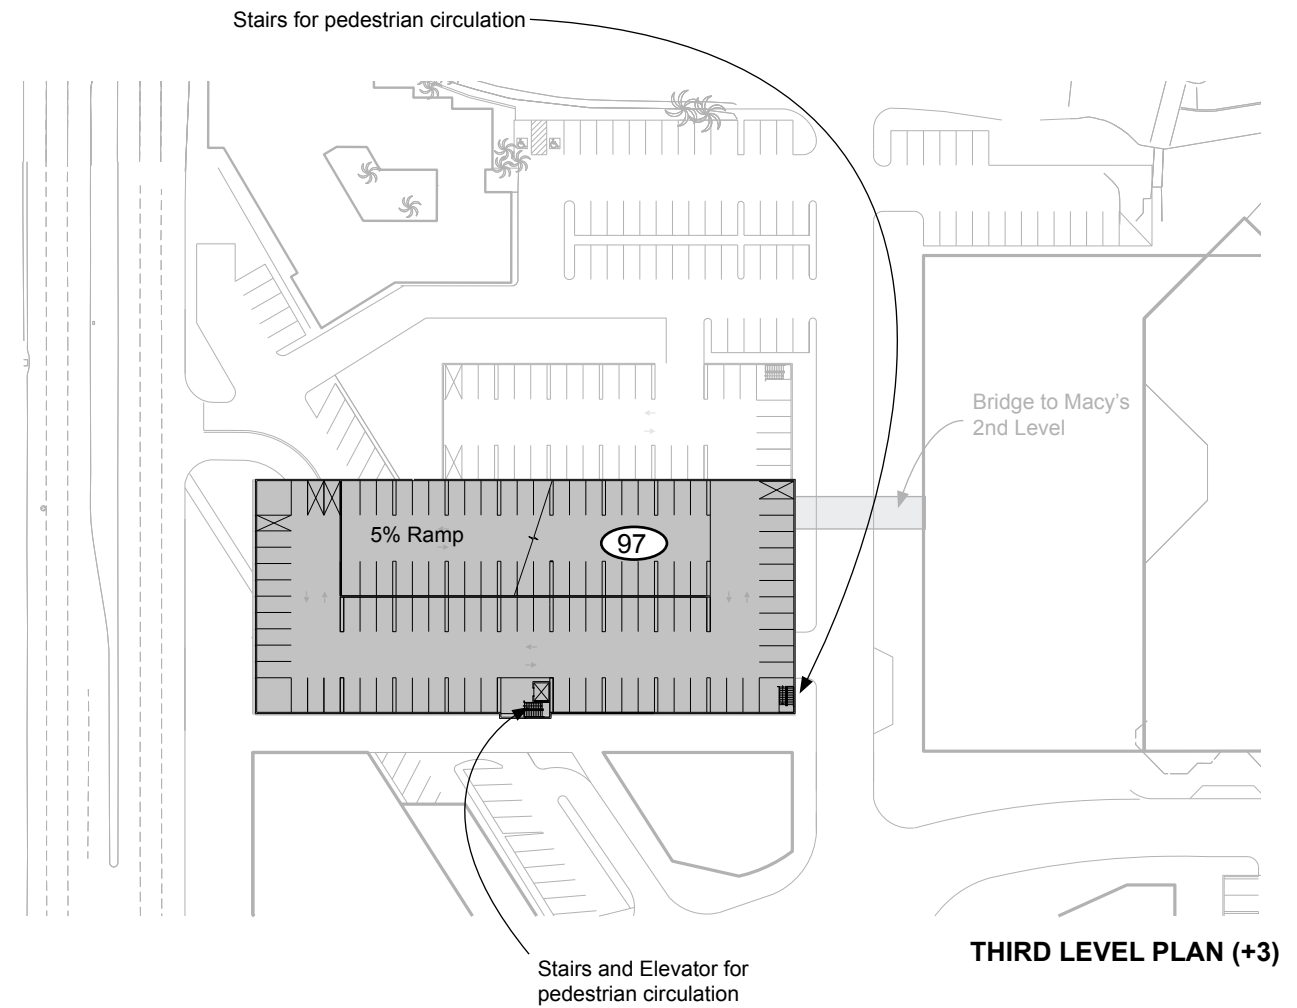 Stairs for pedestrian circulation
Bridge to Macy's
2nd Level
5% Ramp
97
THIRD LEVEL PLAN (+3)
Stairs and Elevator for
pedestrian circulation